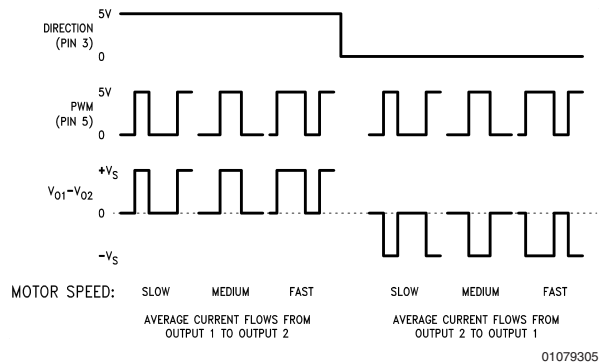 5V
DIRECTION
(PIN 3)
0
5V
PWM
(PIN 5)
0
+VS
VO1–VO2
0
–VS
MOTOR SPEED: SLOW MEDIUM FAST SLOW MEDIUM FAST
AVERAGE CURRENT FLOWS FROM
OUTPUT 1 TO OUTPUT 2
AVERAGE CURRENT FLOWS FROM
OUTPUT 2 TO OUTPUT 1
01079305